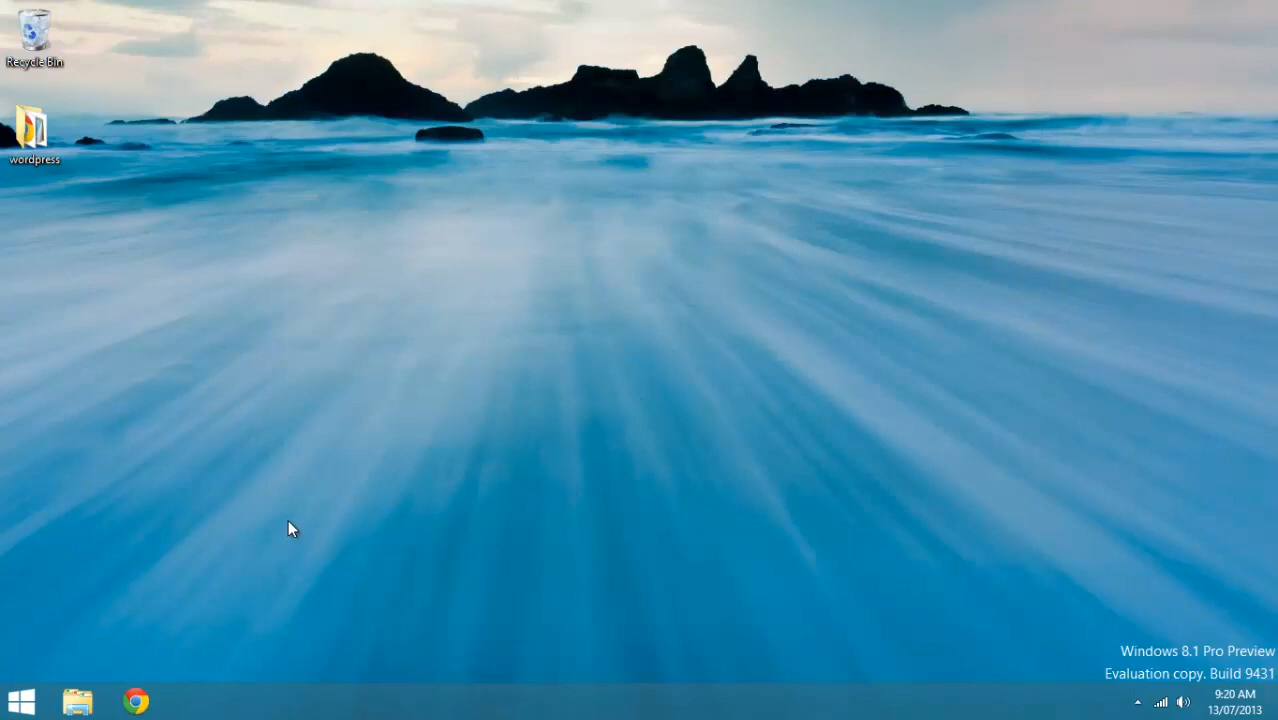 Recycle Bin
wordpress
Windows 8.1 Pro Preview
Evaluation copy. Build 9431
9:20 AM
13/07/2013